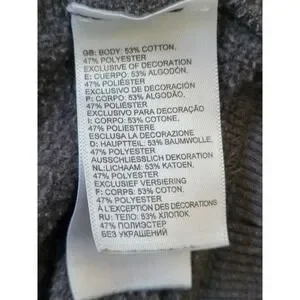 GB: BODY: 53% COTTON,
47% POLYESTER
EXCLUSIVE OF DECORATION
E: CUERPO: 53% ALGODÓN,
47% POLIÉSTER
EXCLUSIVO DE DECORACIÓN
P: CORPO: 53% ALGODÃO,
47% POLIESTER
EXCLUSIVO PARA DECORAÇÃO
I: CORPO: 53% COTONE,
47% POLIESTERE
ESCLUSA LA DECORAZIONE
D: HAUPTTEIL: 53% BAUMWOLLE,
47% POLYESTER
AUSSCHLIESSLICH DEKORATION
NL:LICHAAM: 53% KATOEN,
47% POLYESTER
EXCLUSIEF VERSIERING
F: CORPS: 53% COTON,
47% POLYESTER
À L'EXCEPTION DES DÉCORATIONS
RU: ТЕЛО: 53% ХЛОПОК
47% ПОЛИЭСТЕР
БЕЗ УКРАШЕНИЙ